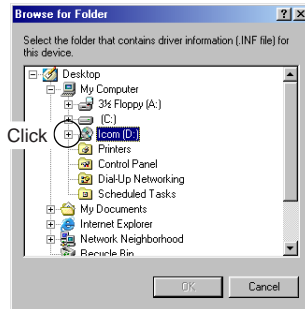 Browse for Folder
Select the folder that contains driver information (.INF file) for
this device.
Desktop
My Computer
3½ Floppy (A:)
(C:)
Click
Icom (D:)
Printers
Control Panel
Dial-Up Networking
Scheduled Tasks
My Documents
Internet Explorer
Network Neighborhood
Recycle Bin
OK
Cancel